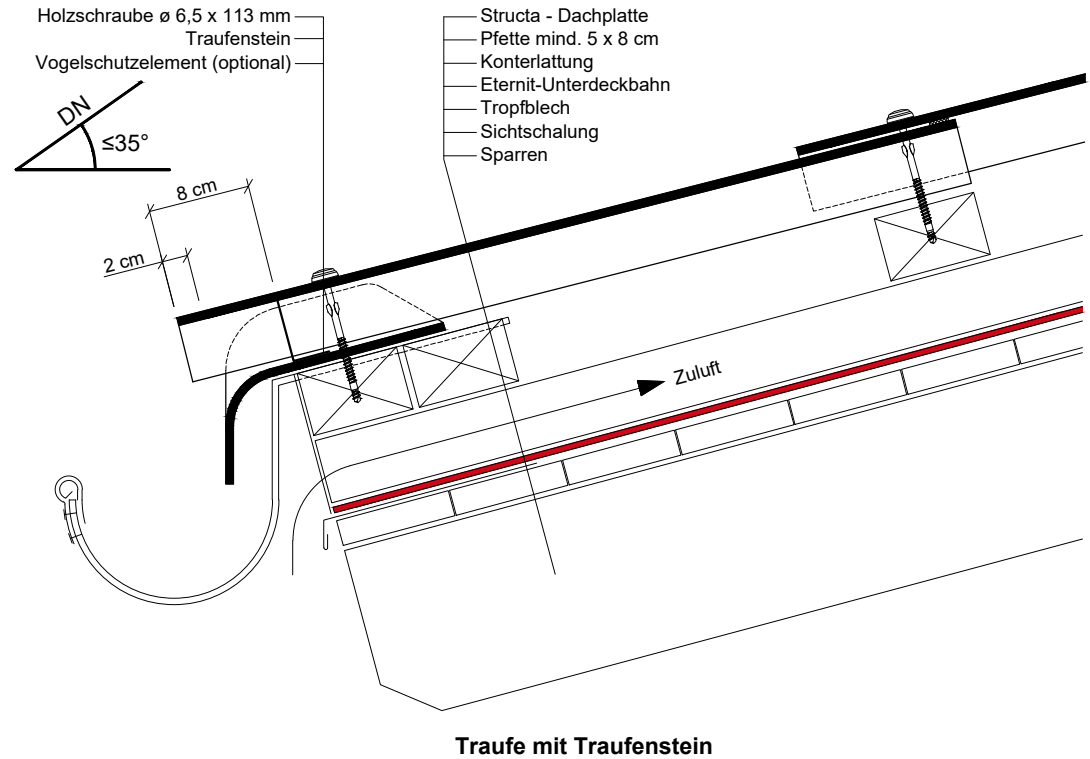 Holzschraube ø 6,5 x 113 mm
Traufenstein
Vogelschutzelement (optional)
Structa - Dachplatte
Pfette mind. 5 x 8 cm
Konterlattung
Eternit-Unterdeckbahn
Tropfblech
Sichtschalung
Sparren
DN
≤35°
8 cm
2 cm
Zuluft
Traufe mit Traufenstein